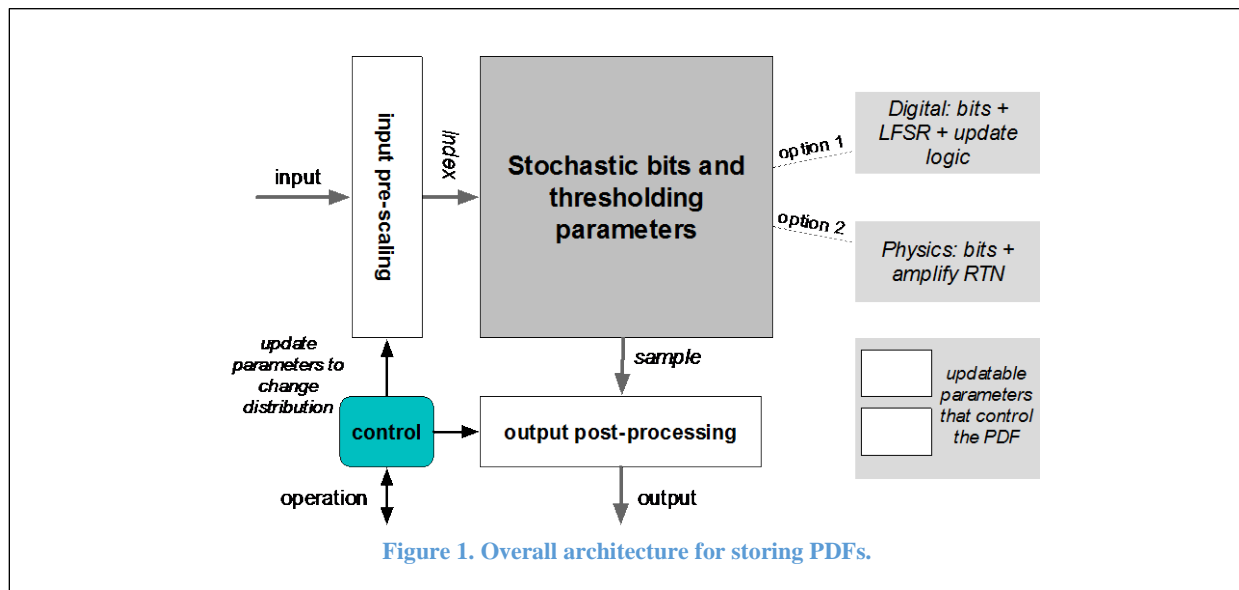 input
input pre-scaling
index
Stochastic bits and
thresholding
parameters
option 1
Digital: bits +
LFSR + update
logic
option 2
Physics: bits +
amplify RTN
update
parameters to
change
distribution
sample
control
output post-processing
updatable
parameters
that control
the PDF
operation
output
Figure 1. Overall architecture for storing PDFs.